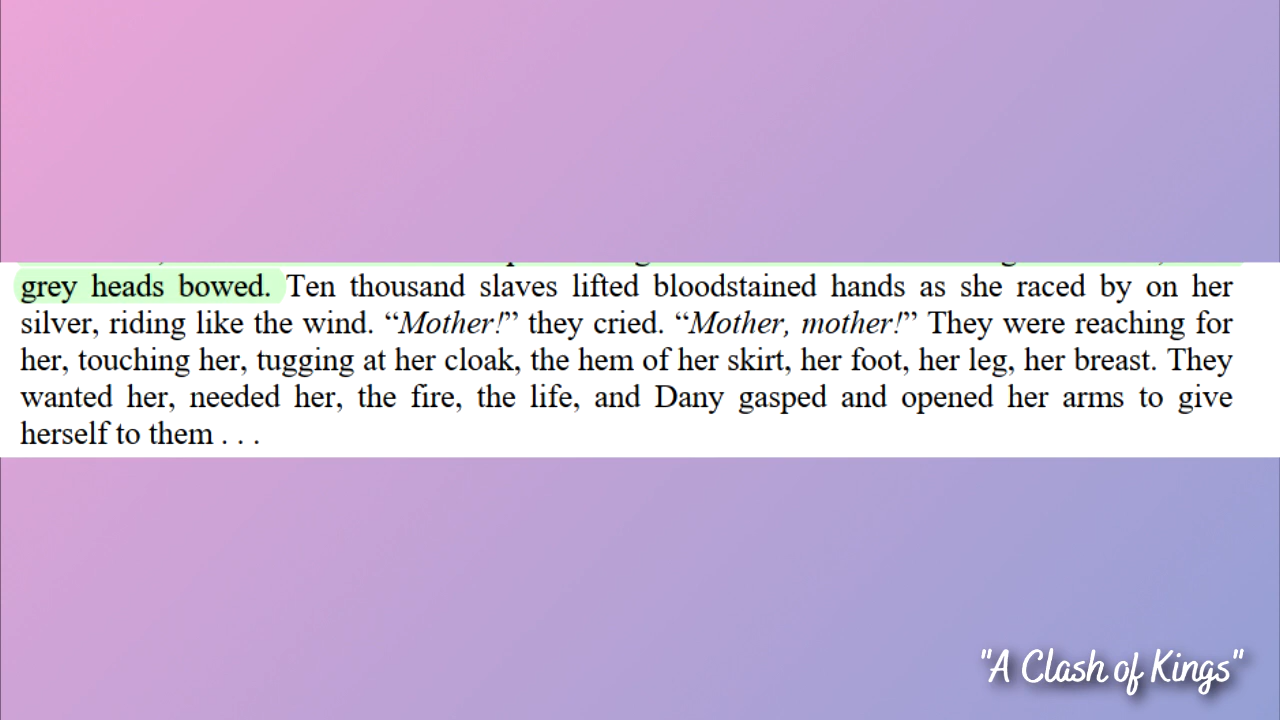 grey heads bowed. Ten thousand slaves lifted bloodstained hands as she raced by on her
silver, riding like the wind. “Mother!” they cried. “Mother, mother!” They were reaching for
her, touching her, tugging at her cloak, the hem of her skirt, her foot, her leg, her breast. They
wanted her, needed her, the fire, the life, and Dany gasped and opened her arms to give
herself to them . . .
"A Clash of Kings"